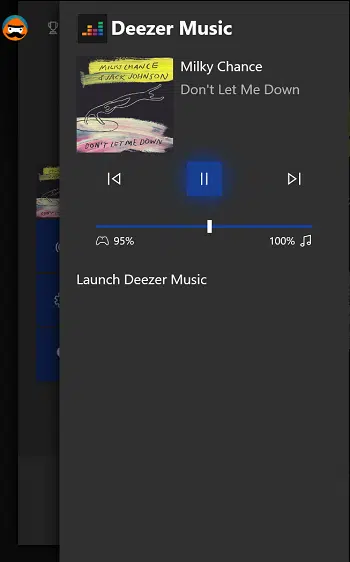 Deezer Music
MILKY CHANCE
& JACK JOHNSON
DON'T LET ME DOWN
Milky Chance
Don't Let Me Down
95%
100%
Launch Deezer Music